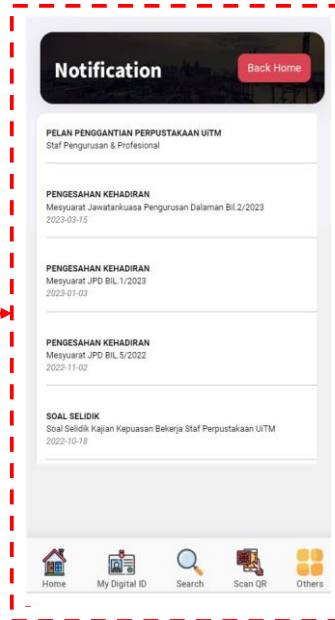 Notification
Back Home
PELAN PENGGANTIAN PERPUSTAKAAN UiTM
Staf Pengurusan & Profesional
PENGESAHAN KEHADIRAN
Mesyuarat Jawatankuasa Pengurusan Dalaman Bil.2/2023
2023-03-15
PENGESAHAN KEHADIRAN
Mesyuarat JPD BIL.1/2023
2023-01-03
PENGESAHAN KEHADIRAN
Mesyuarat JPD BIL.5/2022
2022-11-02
SOAL SELIDIK
Soal Selidik Kajian Kepuasan Bekerja Staf Perpustakaan UiTM
2022-10-18
Home My Digital ID Search Scan QR Others